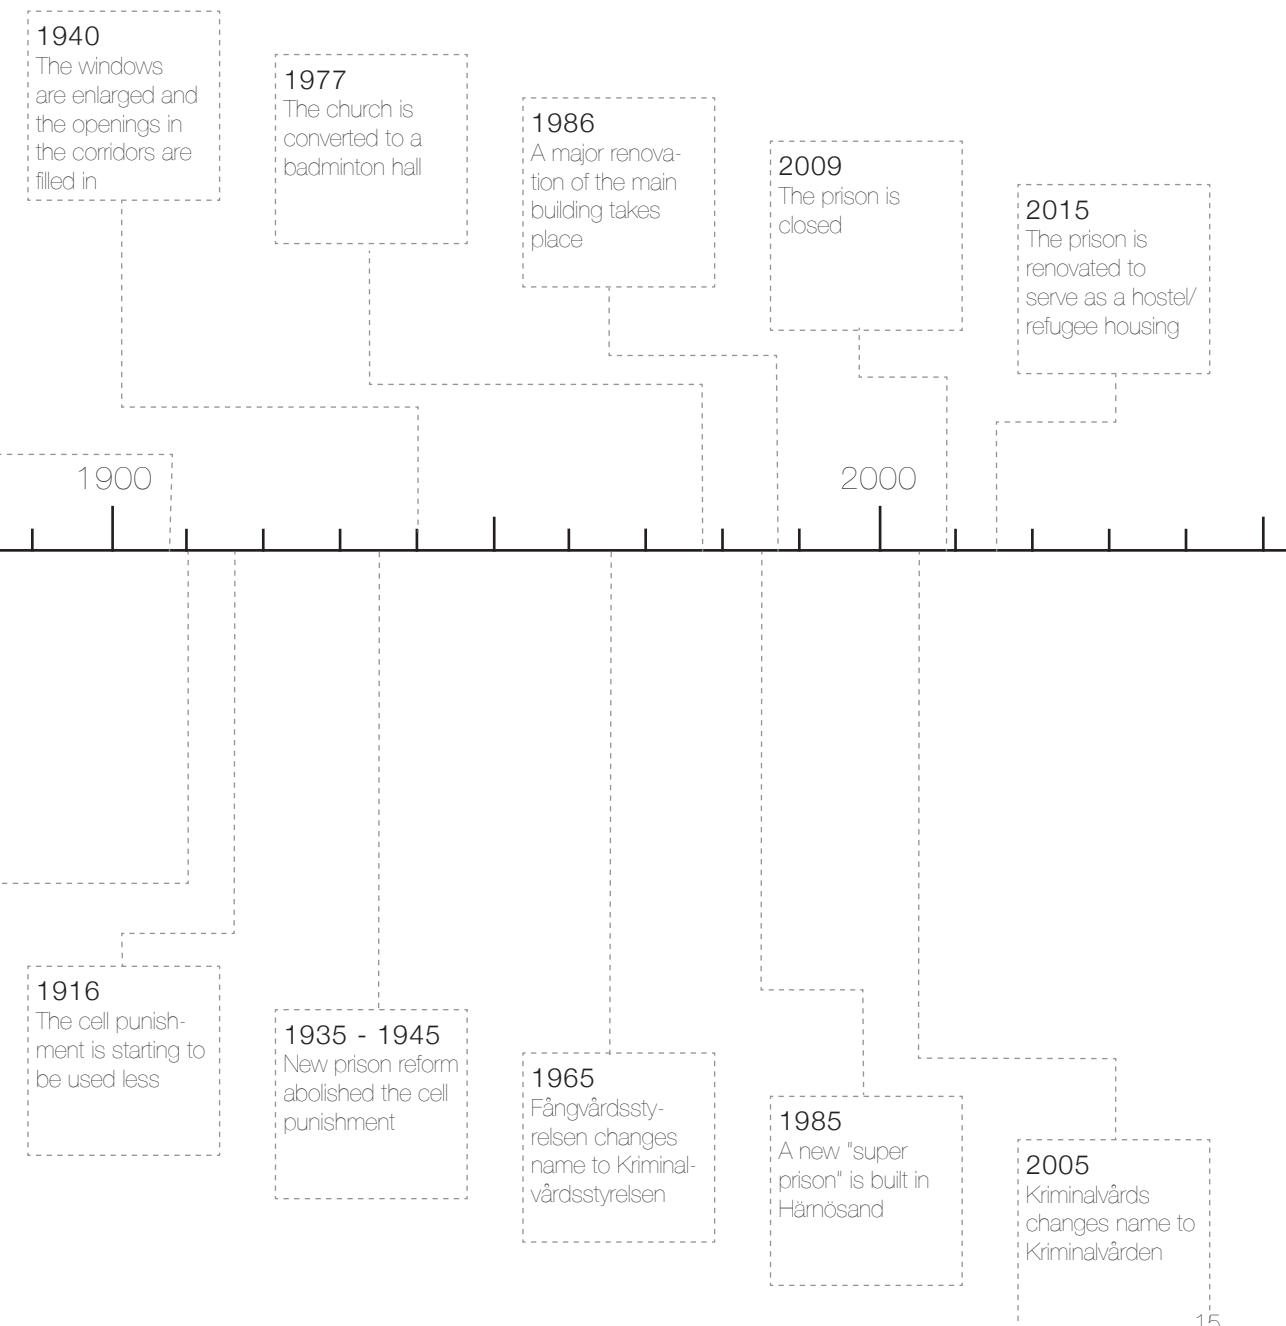 1940
The windows
are enlarged and
the openings in
the corridors are
filled in
1977
The church is
converted to a
badminton hall
1986
A major renova-
tion of the main
building takes
place
2009
The prison is
closed
2015
The prison is
renovated to
serve as a hostel/
refugee housing
1900
2000
1916
The cell punish-
ment is starting to
be used less
1935 - 1945
New prison reform
abolished the cell
punishment
1965
Fångvårdssty-
relsen changes
name to Kriminal-
vårdsstyrelsen
1985
A new "super
prison" is built in
Härnösand
2005
Kriminalvårds
changes name to
Kriminalvården
15